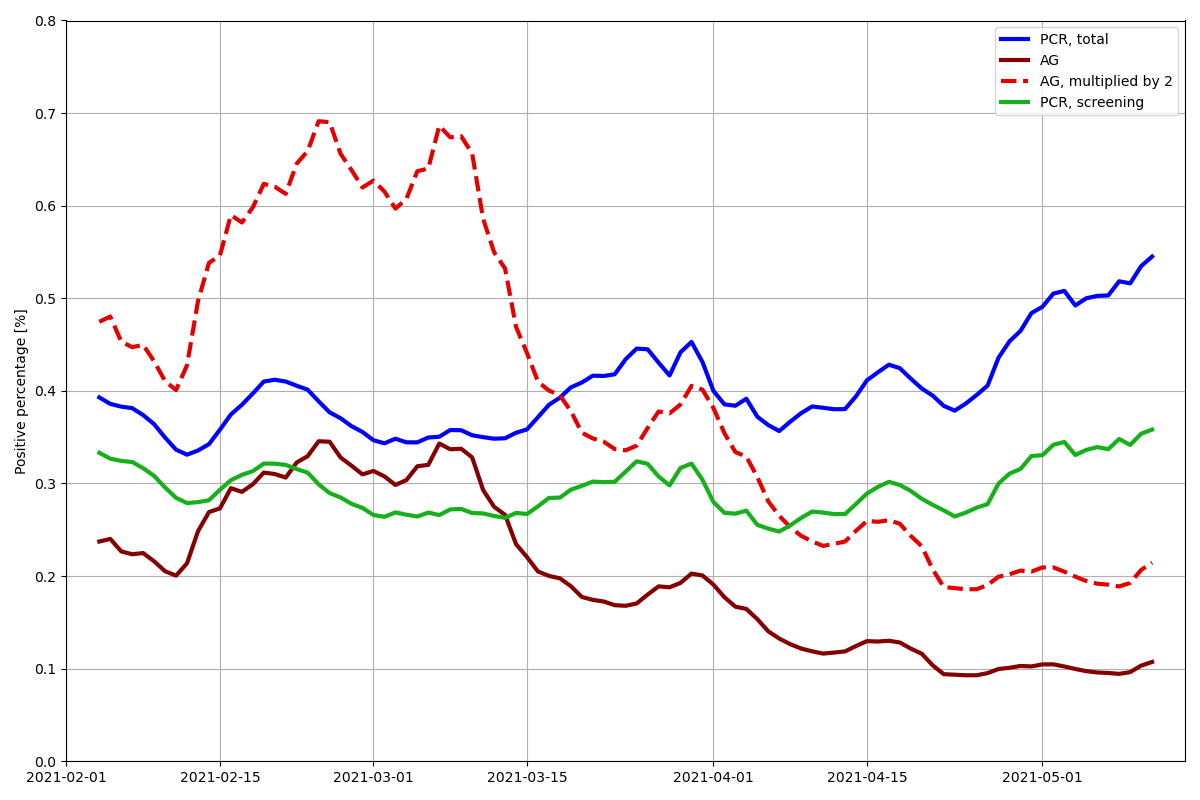 PCR, total
AG
AG, multiplied by 2
PCR, screening
Positive percentage [%]
0.8
0.7
0.6
0.5
0.4
0.3
0.2
0.1
0.0
2021-02-01 2021-02-15 2021-03-01 2021-03-15 2021-04-01 2021-04-15 2021-05-01